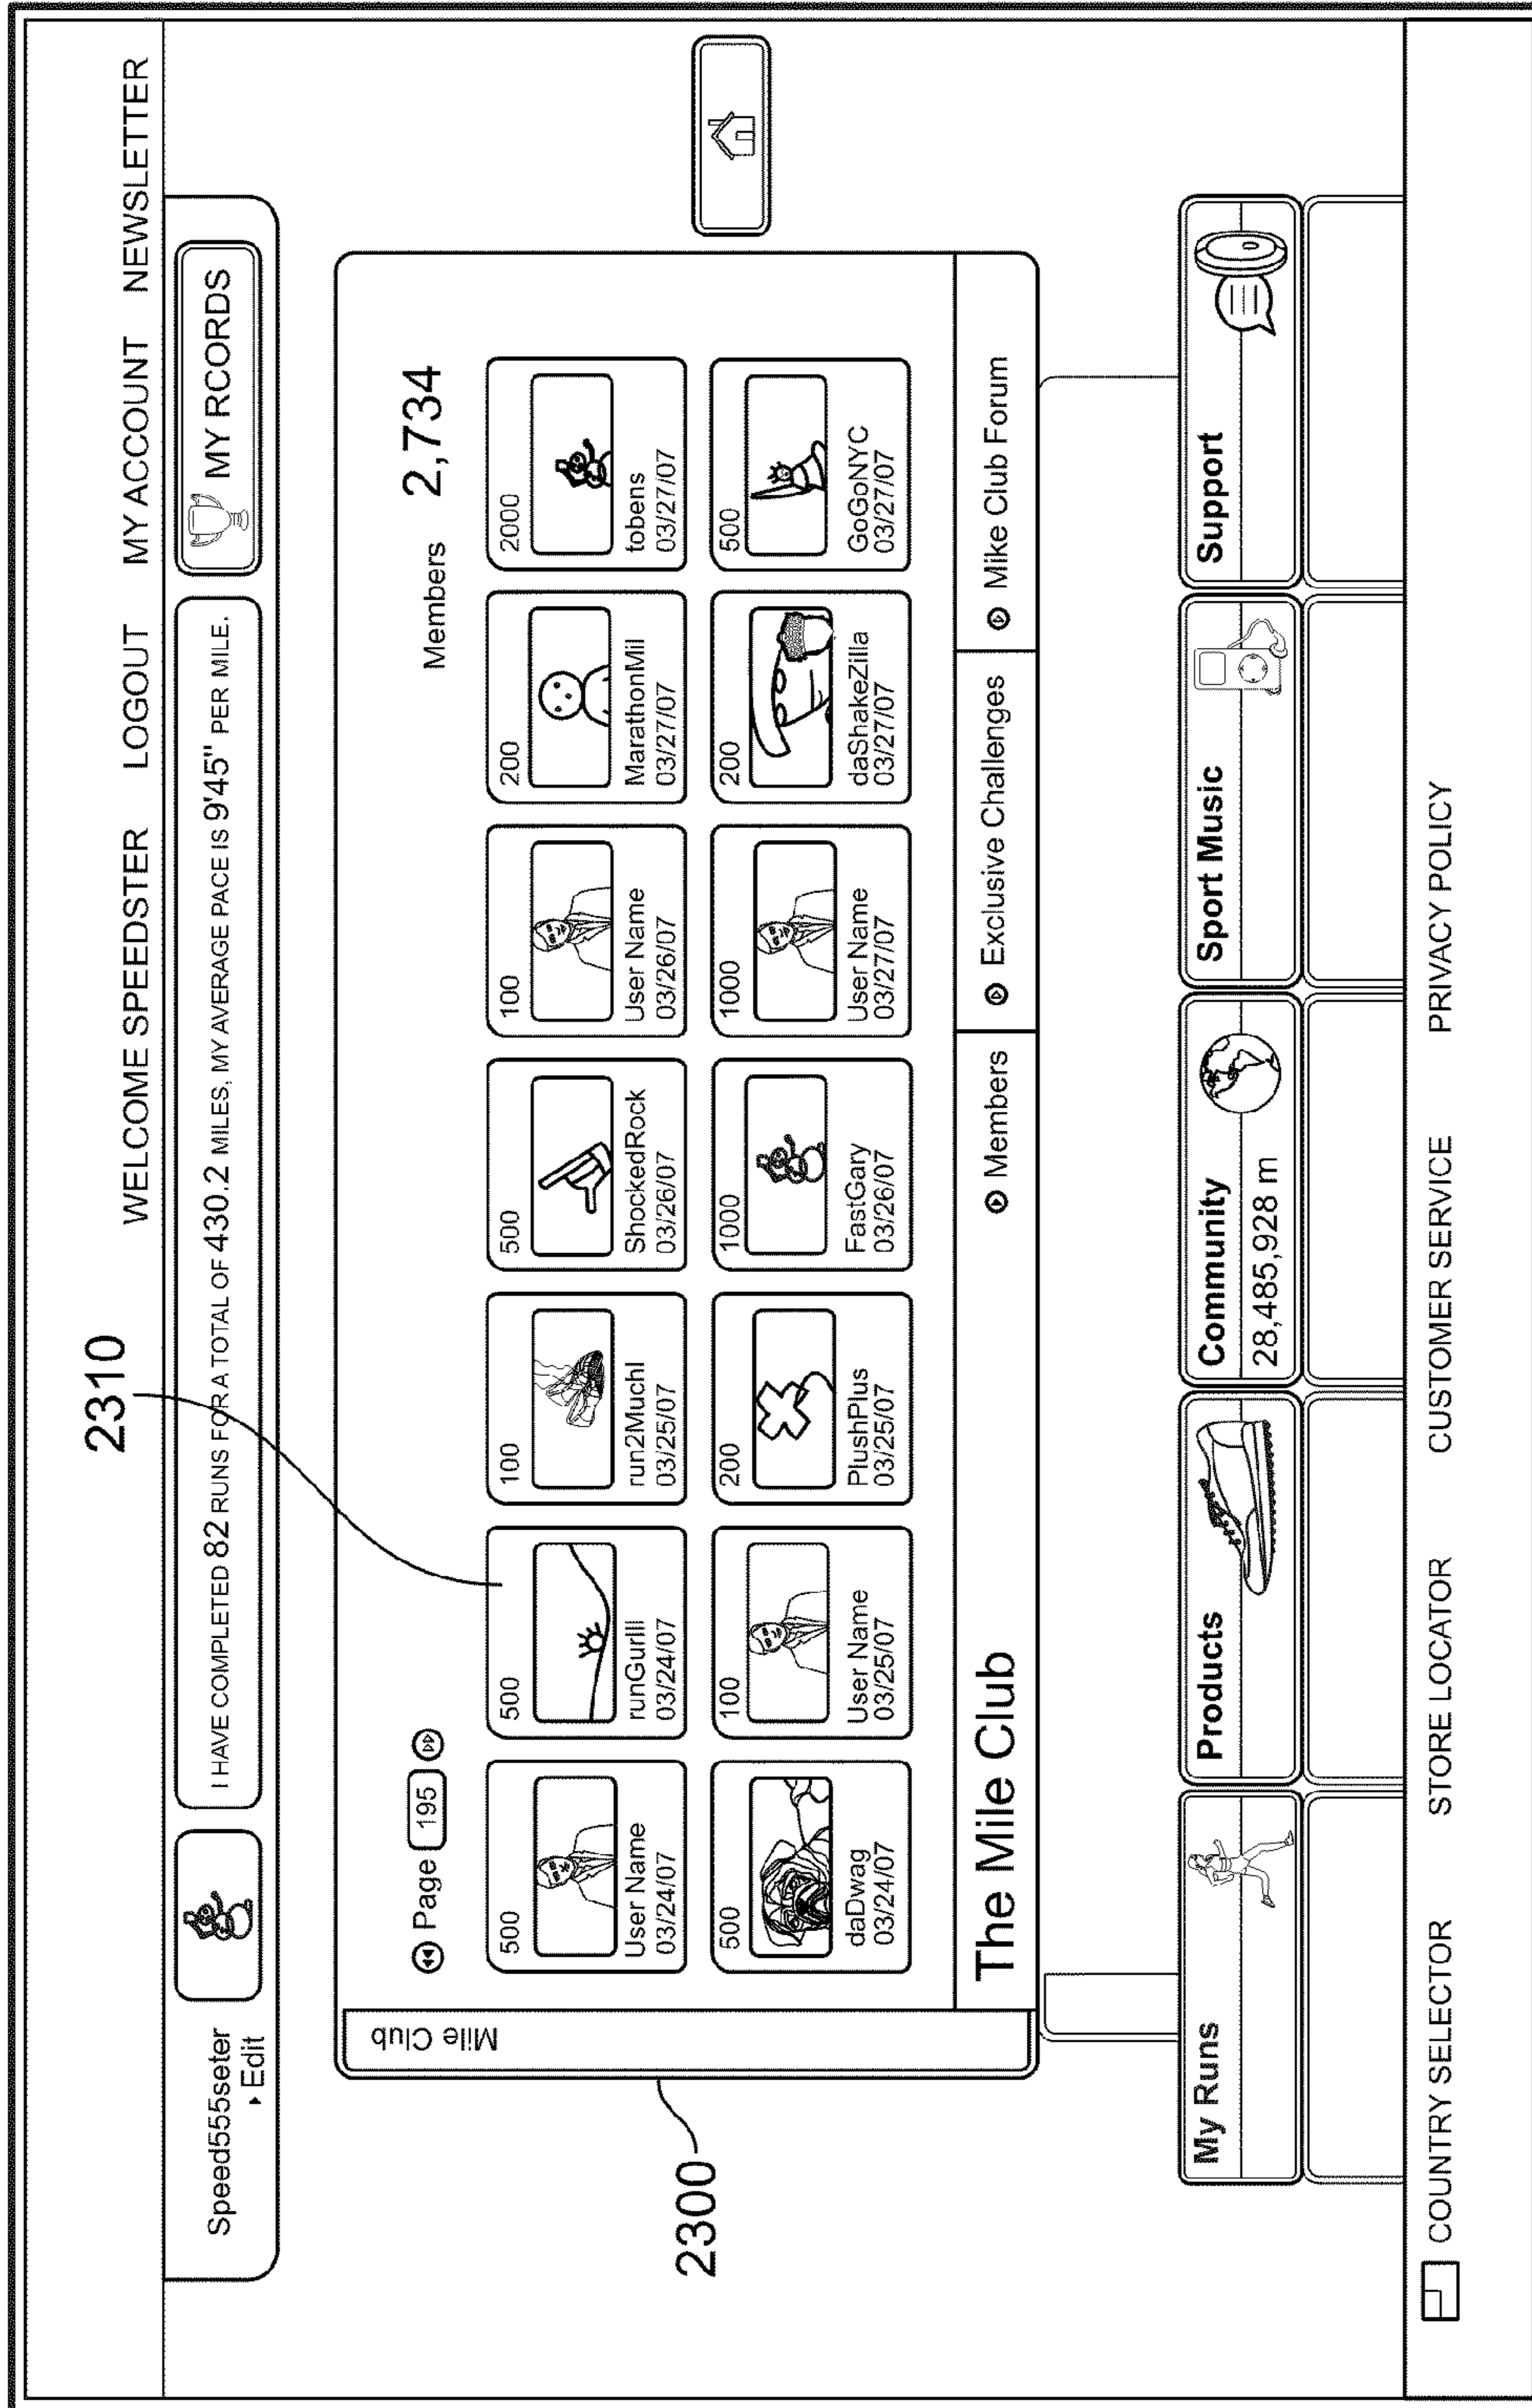 2310
WELCOME SPEEDSTER LOGOUT MY ACCOUNT NEWSLETTER
Speed555seter
Edit
I HAVE COMPLETED 82 RUNS FOR A TOTAL OF 430.2 MILES, MY AVERAGE PACE IS 9'45" PER MILE.
MY RCORDS
2300
Mile Club
Page 195
Members 2,734
500
User Name
03/24/07
500
runGurlll
03/24/07
100
run2Muchl
03/25/07
500
ShockedRock
03/26/07
100
User Name
03/26/07
200
MarathonMil
03/27/07
2000
tobens
03/27/07
500
daDwag
03/24/07
100
User Name
03/25/07
200
PlushPlus
03/25/07
1000
FastGary
03/26/07
1000
User Name
03/27/07
200
daShakeZilla
03/27/07
500
GoGoNYC
03/27/07
The Mile Club
Members
Exclusive Challenges
Mike Club Forum
My Runs
Products
Community
28,485,928 m
Sport Music
Support
COUNTRY SELECTOR STORE LOCATOR CUSTOMER SERVICE PRIVACY POLICY